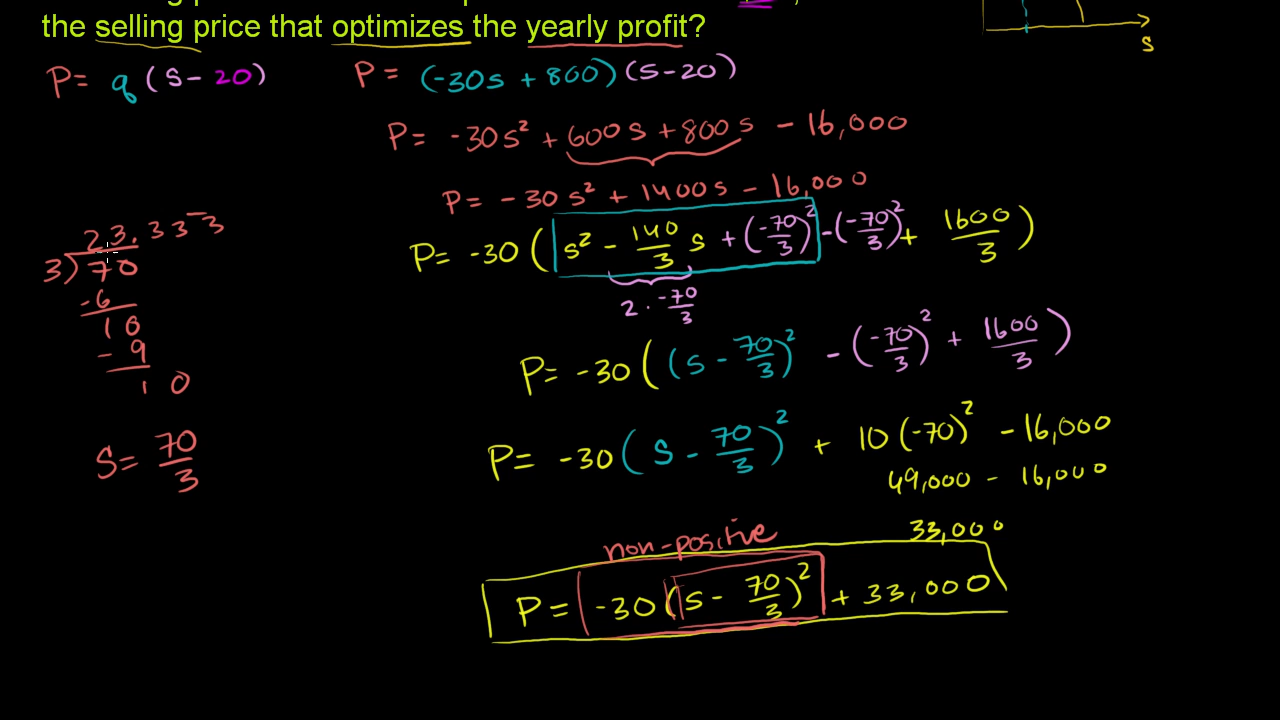 the selling price that optimizes the yearly profit?
s
P= q (s-20)
P= (-30s + 800)(s-20)
P= -30s² + 600s + 800s - 16,000
P= -30s² + 1400s - 16,000
P= -30 ( s² - 140/3 s + (-70/3)² - (-70/3)² + 1600/3 )
2 · -70/3
23.333
3)70
-6
10
-9
10
P= -30 ( (s - 70/3)² - (-70/3)² + 1600/3 )
S= 70/3
P= -30 ( s - 70/3 )² + 10(-70)² - 16,000
49,000 - 16,000
33,000
non-positive
P= -30 (s - 70/3)² + 33,000